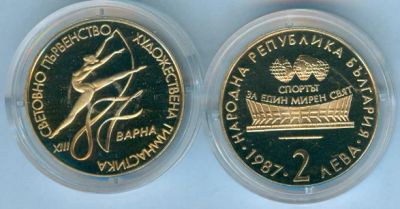 XIII СВЕТОВНО ПЪРВЕНСТВО ХУДОЖЕСТВЕНА ГИМНАСТИКА
87
ВАРНА
НАРОДНА РЕПУБЛИКА БЪЛГАРИЯ
СПОРТЪТ
ЗА ЕДИН МИРЕН СВЯТ
·1987· 2 ЛЕВА·